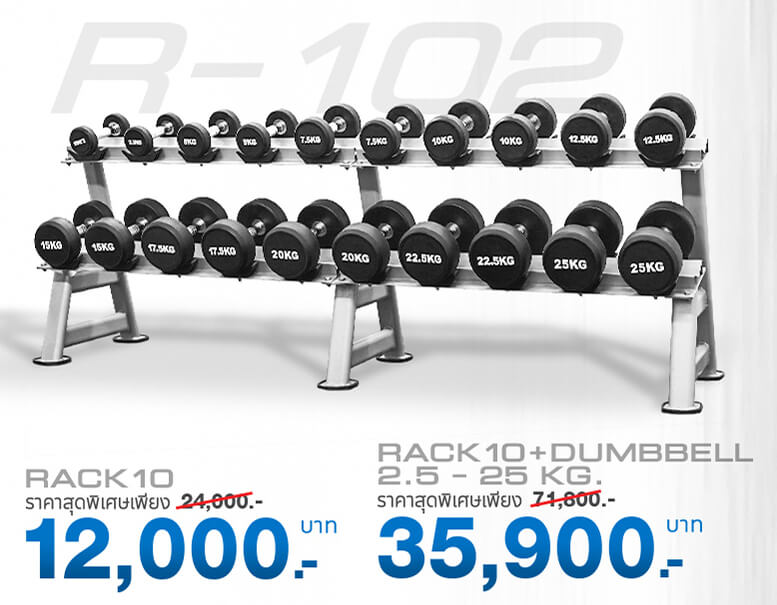 R-102
5KG 5KG 7.5KG 7.5KG 10KG 10KG 12.5KG 12.5KG
15KG 15KG 17.5KG 17.5KG 20KG 20KG 22.5KG 22.5KG 25KG 25KG
RACK10
ราคาสุดพิเศษเพียง 24,000.-
12,000.- บาท
RACK10+DUMBBELL
2.5 - 25 KG.
ราคาสุดพิเศษเพียง 71,800.-
35,900.- บาท